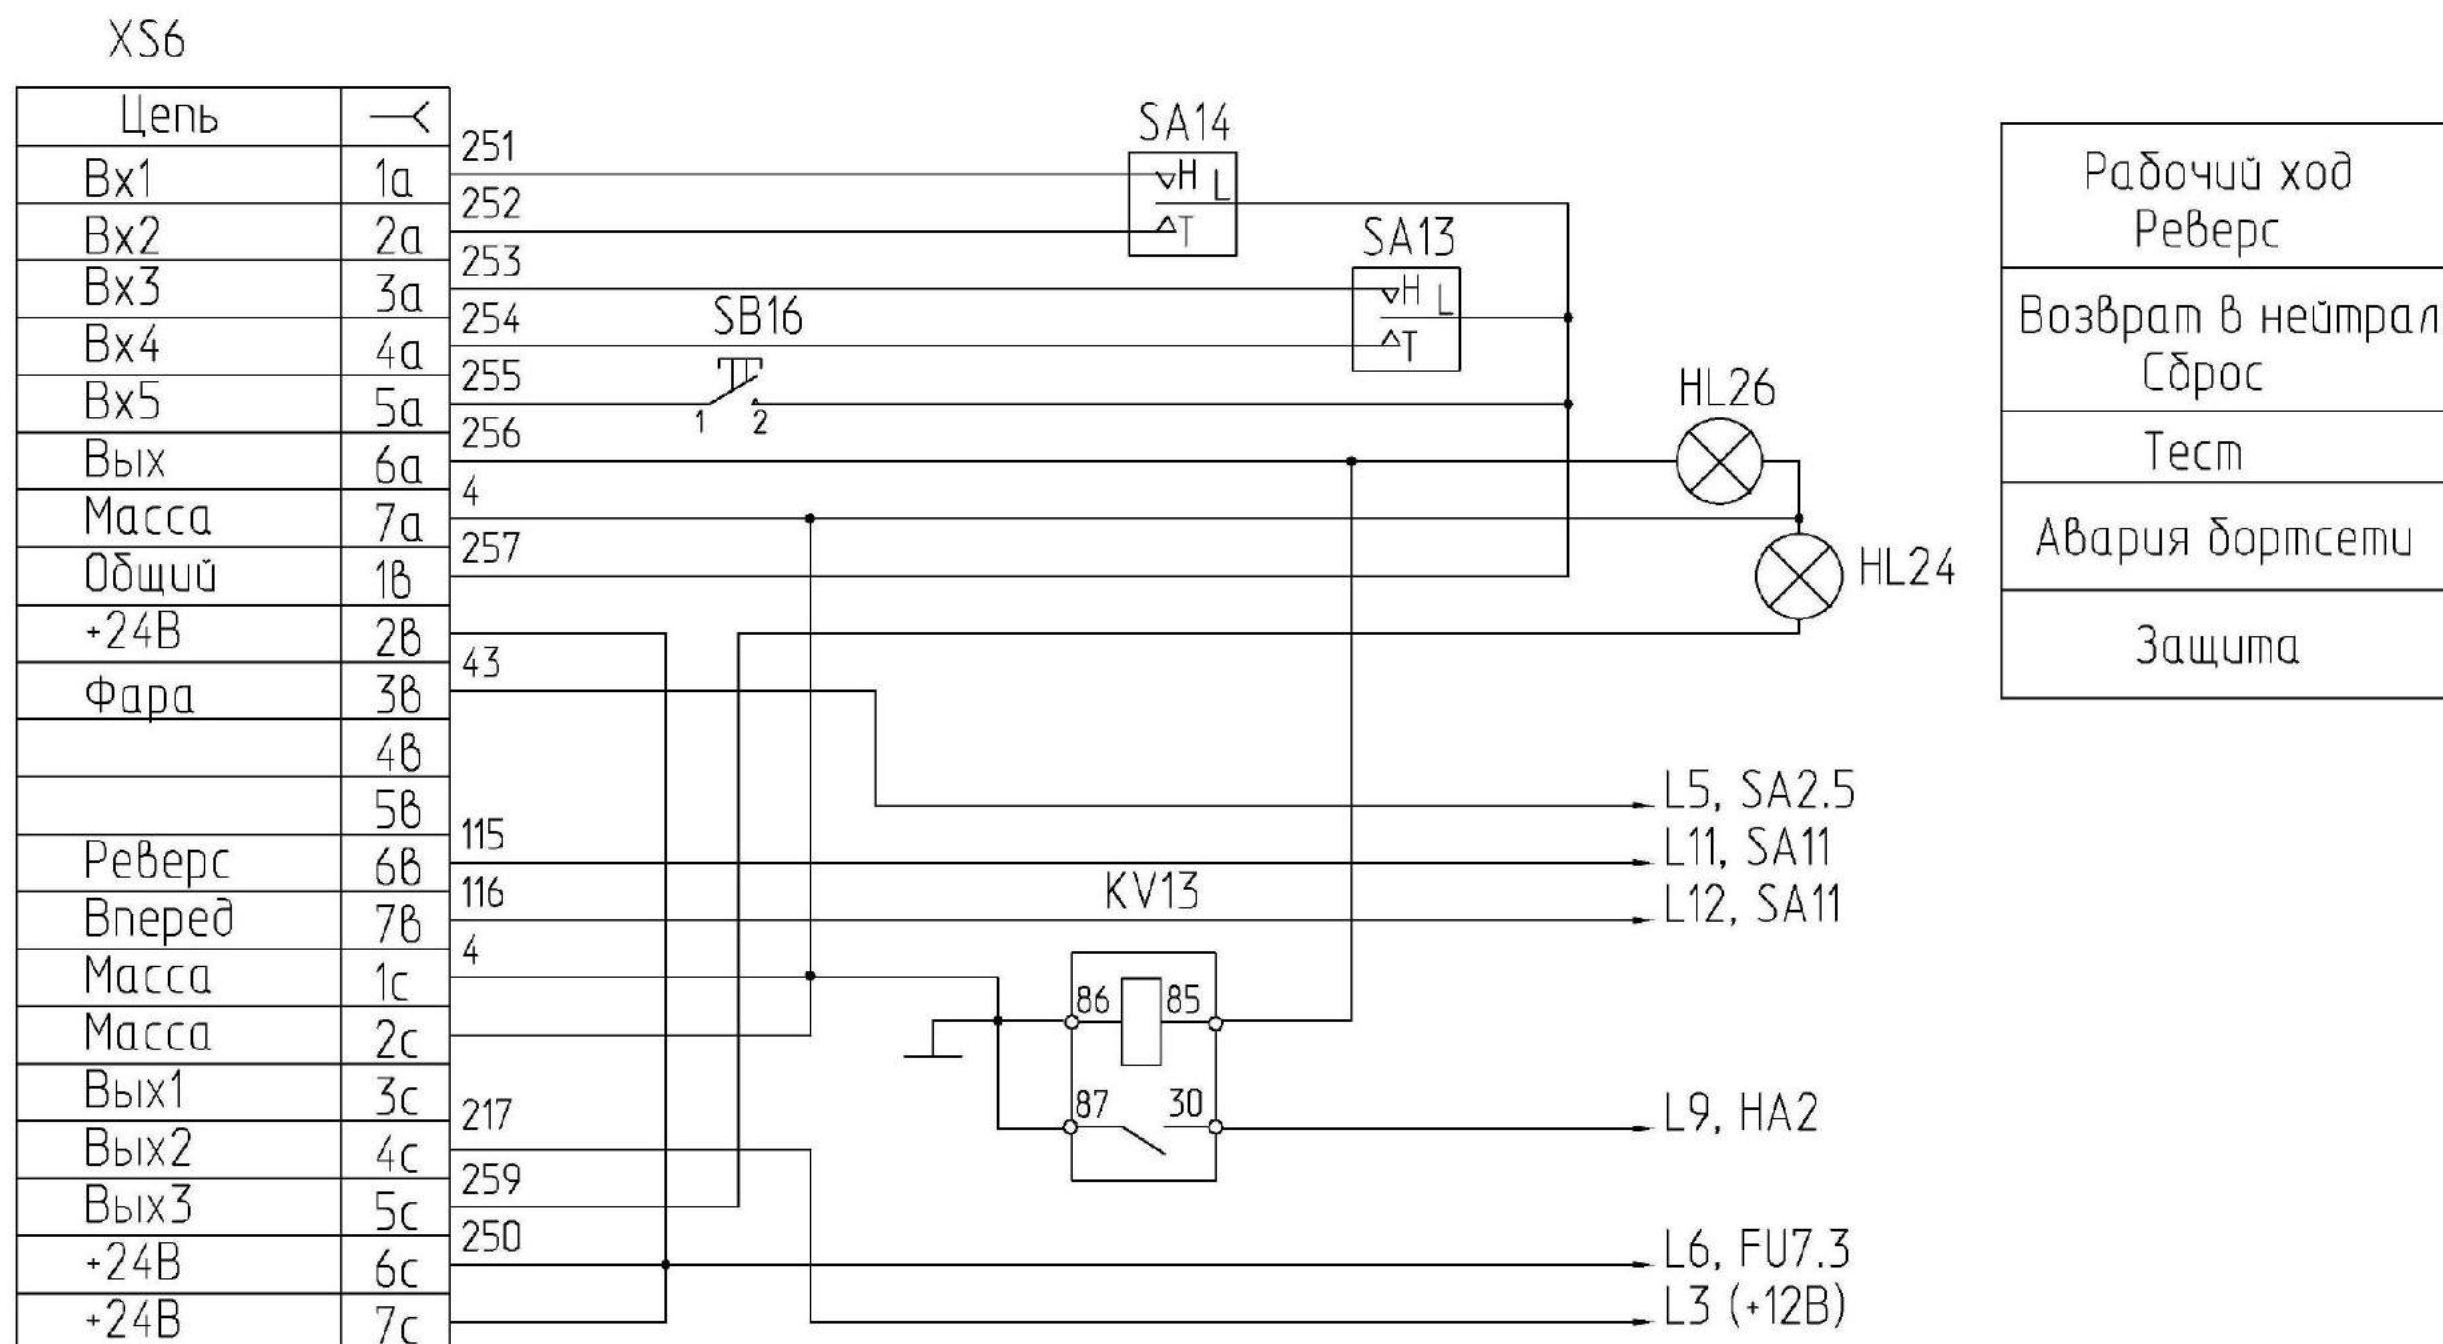 XS6
Цепь
Вх1 1а 251
Вх2 2а 252
Вх3 3а 253
Вх4 4а 254
Вх5 5а 255
Вых 6а 256
Масса 7а 4
Общий 1в 257
+24В 2в
Фара 3в 43
4в
5в
Реверс 6в 115
Вперед 7в 116
Масса 1с 4
Масса 2с
Вых1 3с
Вых2 4с 217
Вых3 5с 259
+24В 6с 250
+24В 7с
SA14
H L
T
SA13
H L
T
SB16
1 2
HL26
HL24
L5, SA2.5
L11, SA11
L12, SA11
KV13
86 85
87 30
L9, HA2
L6, FU7.3
L3 (+12В)
Рабочий ход
Реверс
Возврат в нейтрал
Сброс
Тест
Авария бортсети
Защита